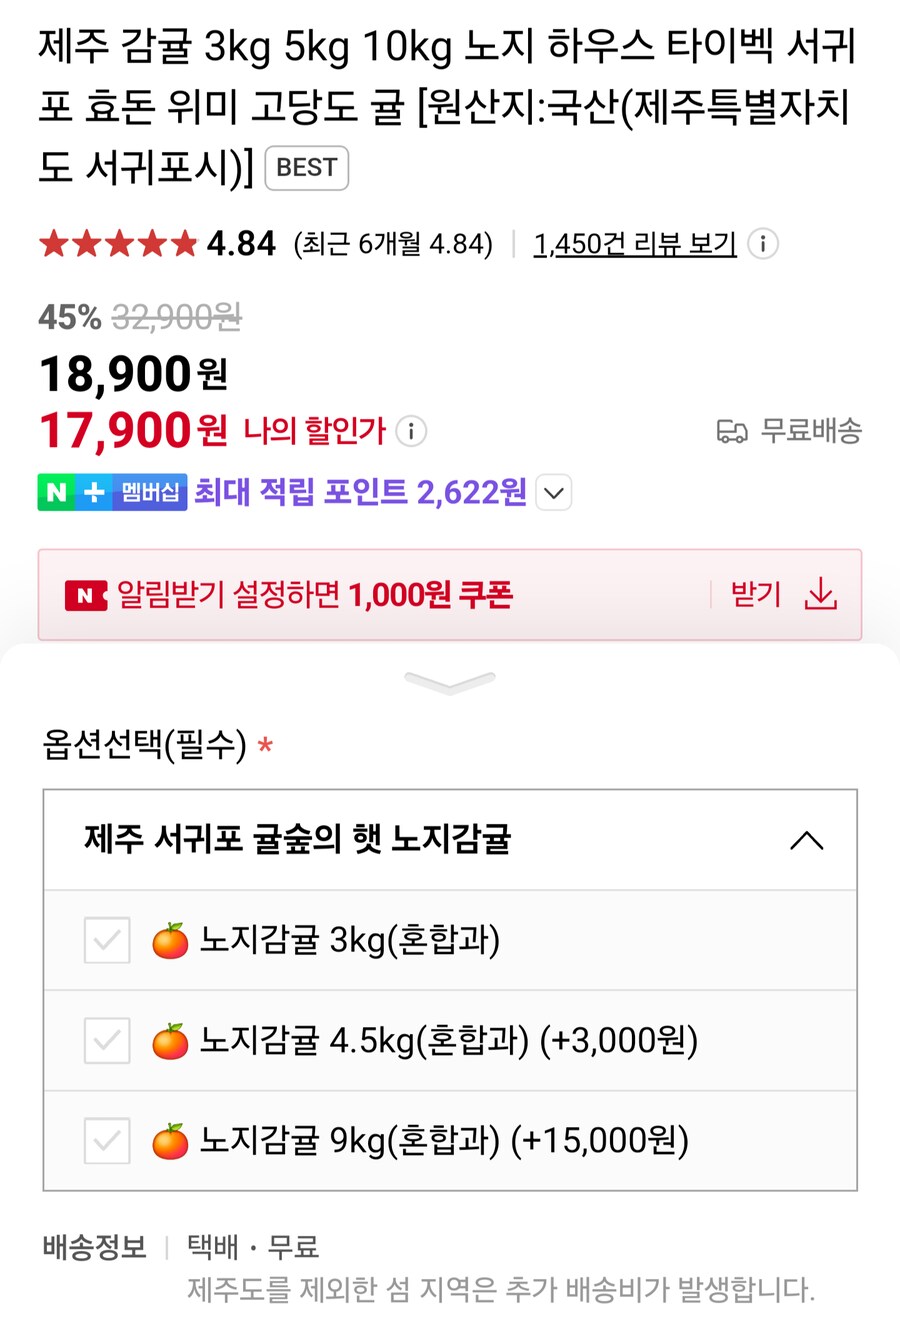 제주 감귤 3kg 5kg 10kg 노지 하우스 타이벡 서귀
포 효돈 위미 고당도 귤 [원산지:국산(제주특별자치
도 서귀포시)] BEST
4.84 (최근 6개월 4.84) 1,450건 리뷰 보기
45% 32,900원
18,900원
17,900원 나의 할인가 무료배송
N + 멤버십 최대 적립 포인트 2,622원
N 알림받기 설정하면 1,000원 쿠폰 받기
옵션선택(필수) *
제주 서귀포 귤숲의 햇 노지감귤
노지감귤 3kg(혼합과)
노지감귤 4.5kg(혼합과) (+3,000원)
노지감귤 9kg(혼합과) (+15,000원)
배송정보 택배 · 무료
제주도를 제외한 섬 지역은 추가 배송비가 발생합니다.